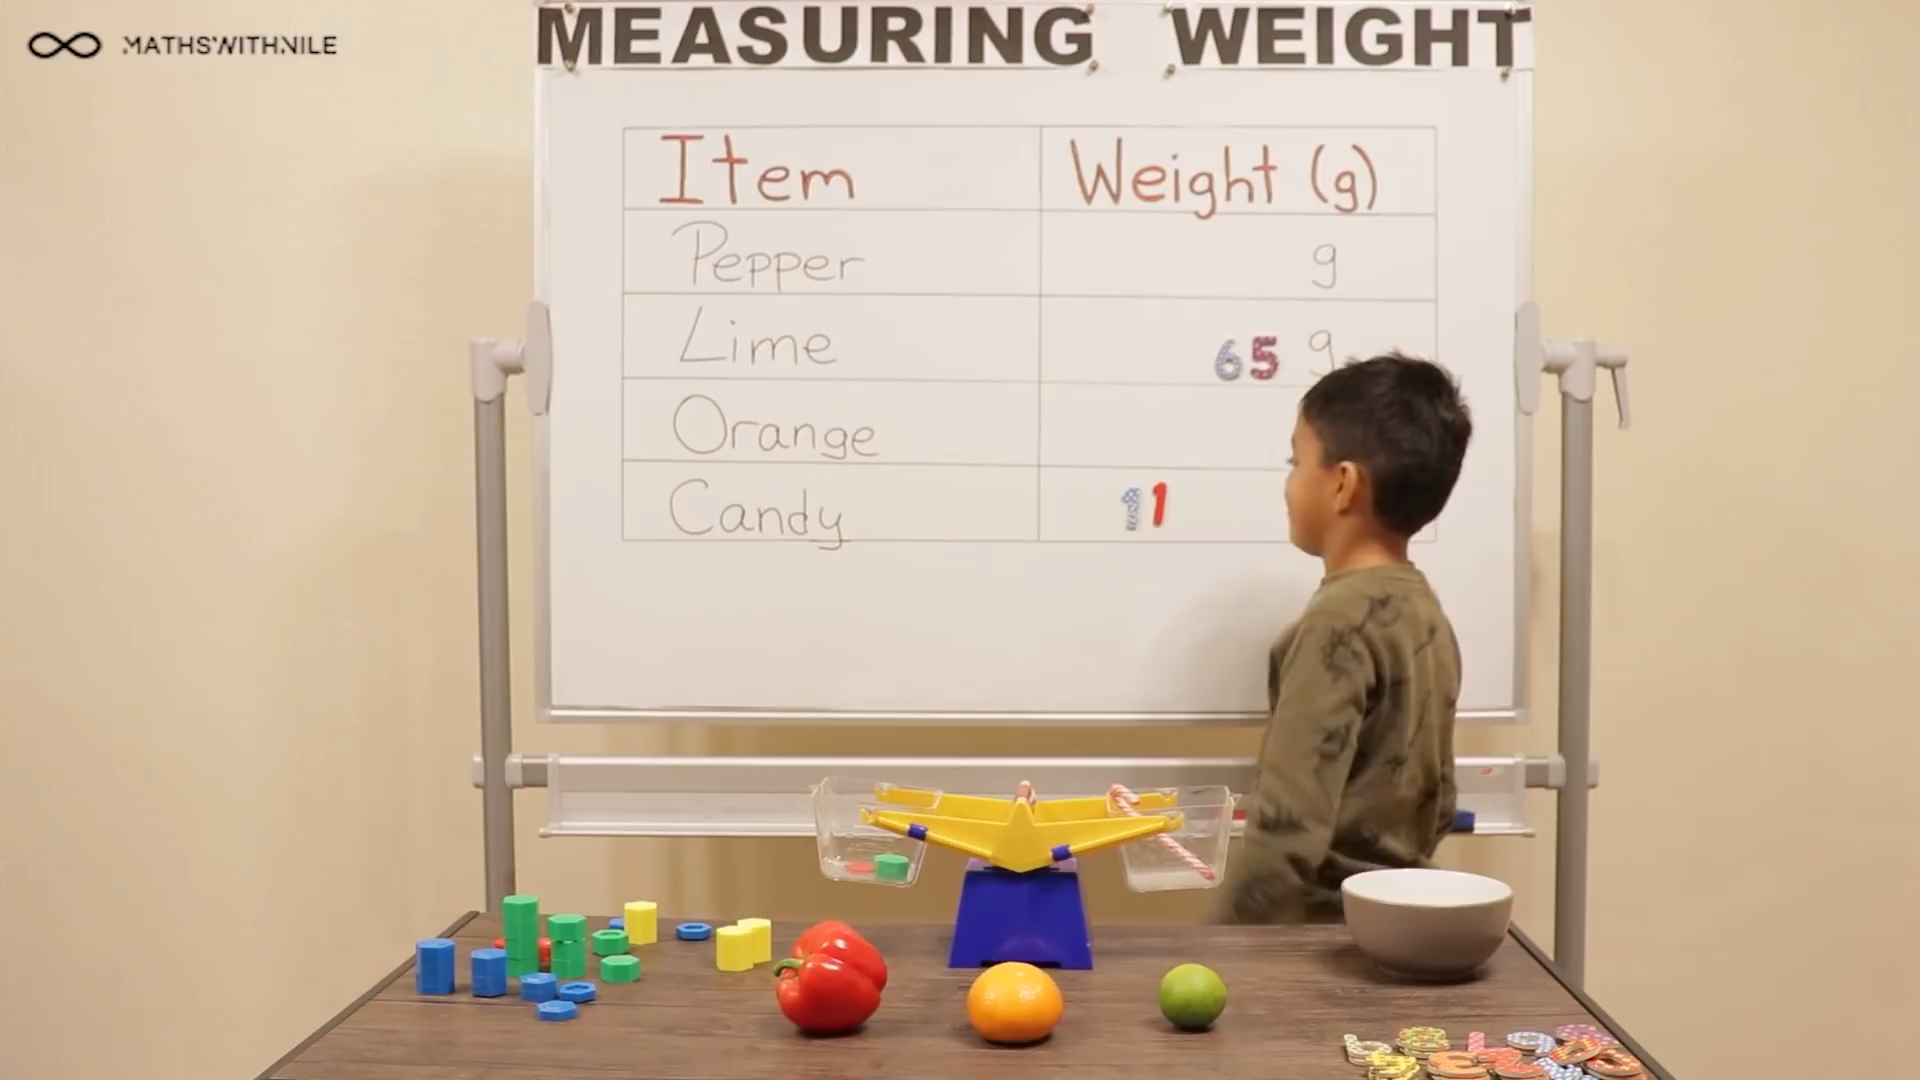 MATHSWITHNILE
MEASURING WEIGHT
Item Weight (g)
Pepper g
Lime 65 g
Orange
Candy 11